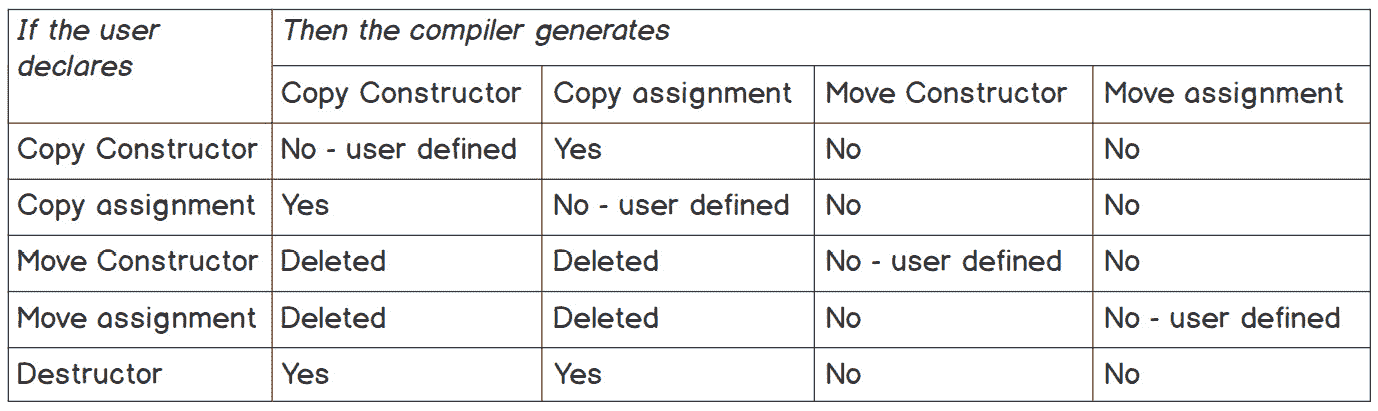 If the user declares Then the compiler generates
Copy Constructor Copy assignment Move Constructor Move assignment
Copy Constructor No - user defined Yes No No
Copy assignment Yes No - user defined No No
Move Constructor Deleted Deleted No - user defined No
Move assignment Deleted Deleted No No - user defined
Destructor Yes Yes No No